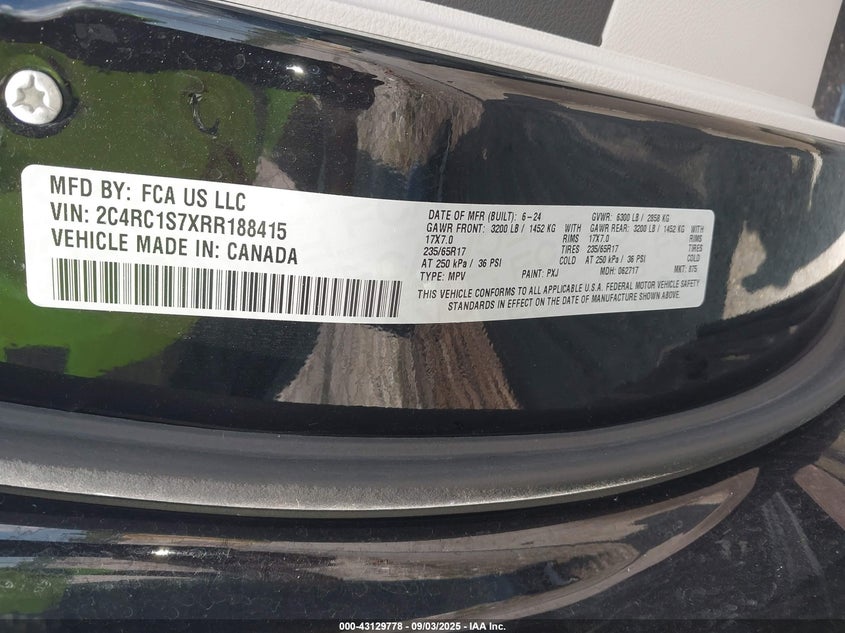 MFD BY: FCA US LLC
VIN: 2C4RC1S7XRR188415
VEHICLE MADE IN: CANADA
DATE OF MFR (BUILT): 6-24 GVWR: 6300 LB / 2858 KG
GAWR FRONT: 3200 LB / 1452 KG WITH GAWR REAR: 3200 LB / 1452 KG WITH
17X7.0 RIMS 17X7.0 RIMS
235/65R17 TIRES 235/65R17 TIRES
AT 250 kPa / 36 PSI COLD AT 250 kPa / 36 PSI COLD
TYPE: MPV PAINT: PXJ MDH: 062717 MKT: 875
THIS VEHICLE CONFORMS TO ALL APPLICABLE U.S.A. FEDERAL MOTOR VEHICLE SAFETY
STANDARDS IN EFFECT ON THE DATE OF MANUFACTURE SHOWN ABOVE.
000-43129778 - 09/03/2025 - IAA Inc.